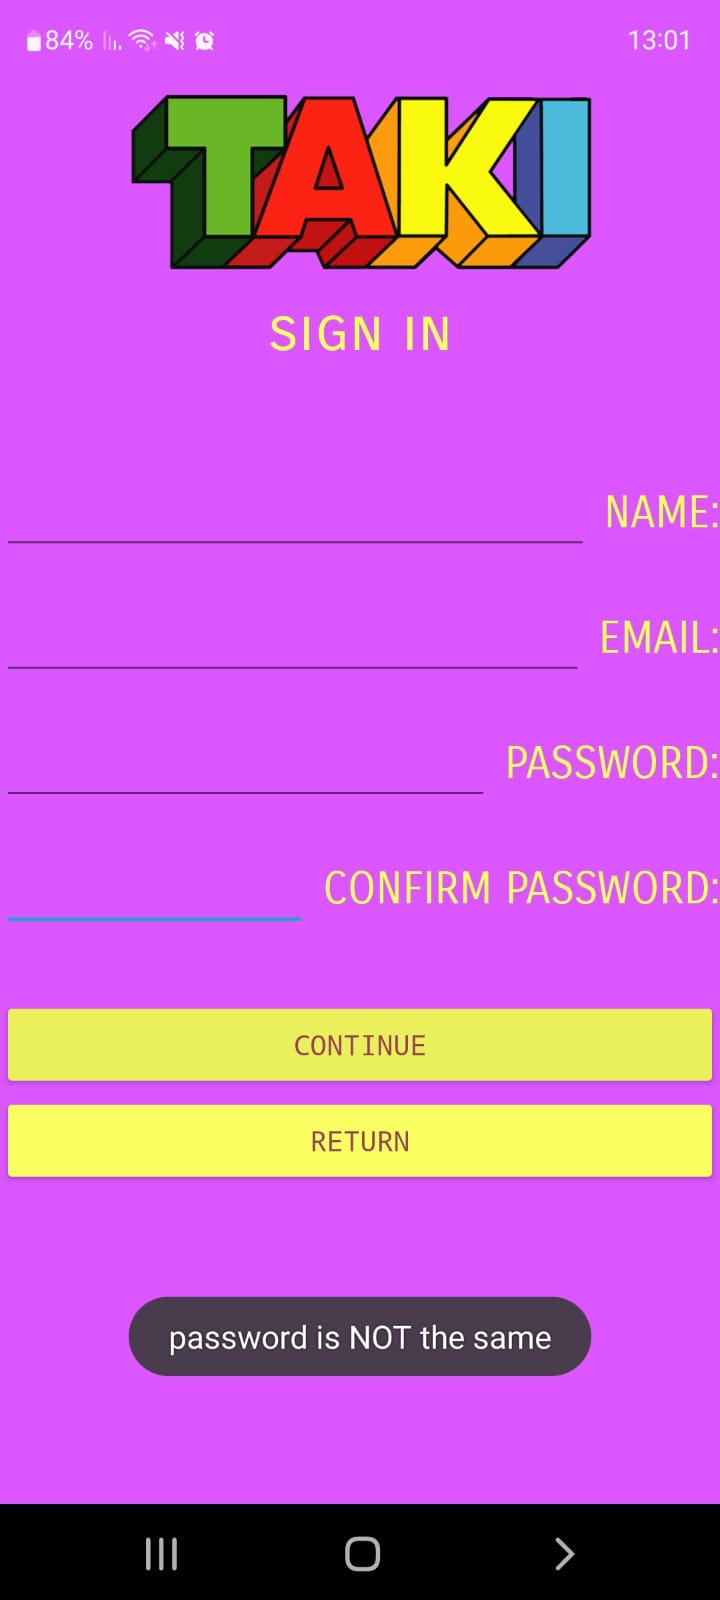 84%
13:01
TAKI
SIGN IN
NAME:
EMAIL:
PASSWORD:
CONFIRM PASSWORD:
CONTINUE
RETURN
password is NOT the same